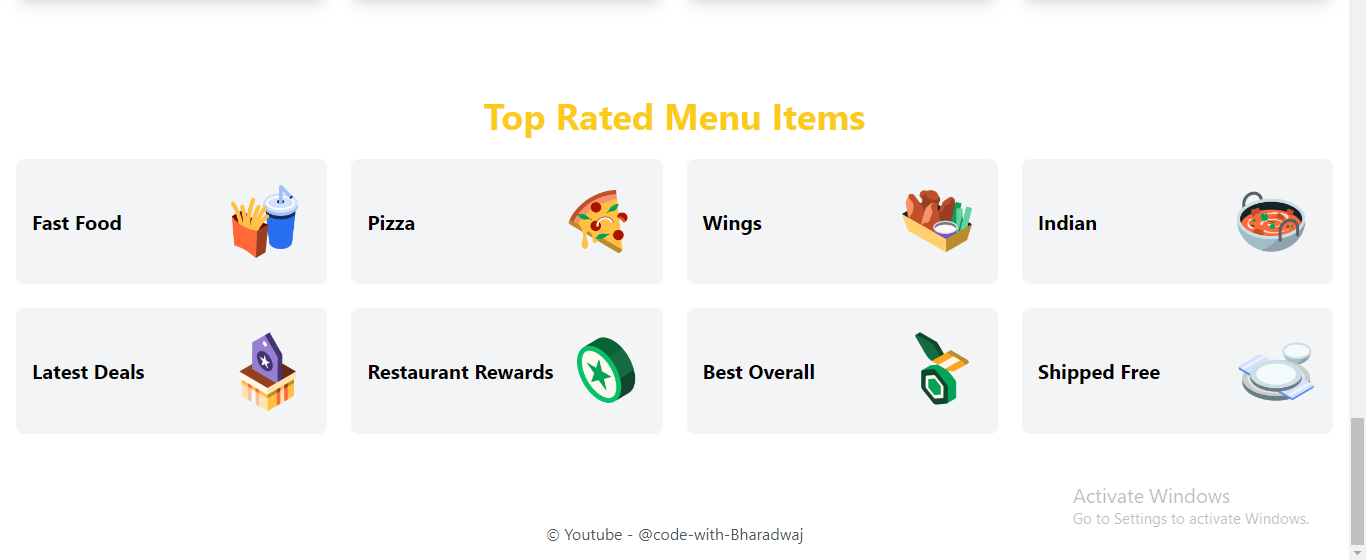 Top Rated Menu Items
Fast Food
Pizza
Wings
Indian
Latest Deals
Restaurant Rewards
Best Overall
Shipped Free
Activate Windows
Go to Settings to activate Windows.
© Youtube - @code-with-Bharadwaj